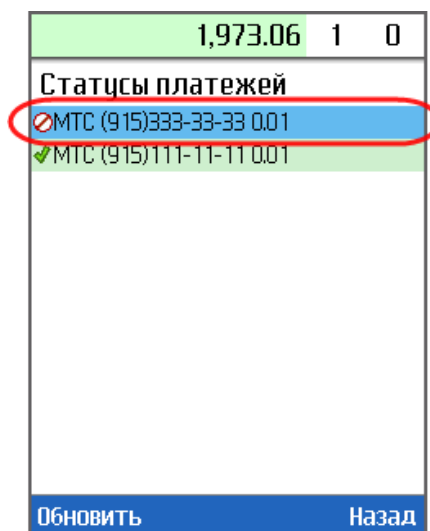 1,973.06 1 0
Статусы платежей
МТС (915)333-33-33 0.01
МТС (915)111-11-11 0.01
Обновить Назад